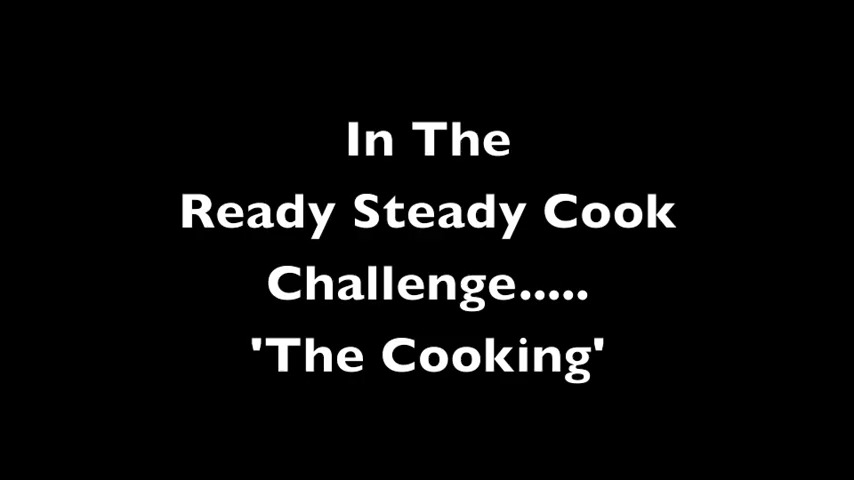 In The
Ready Steady Cook
Challenge.....
'The Cooking'